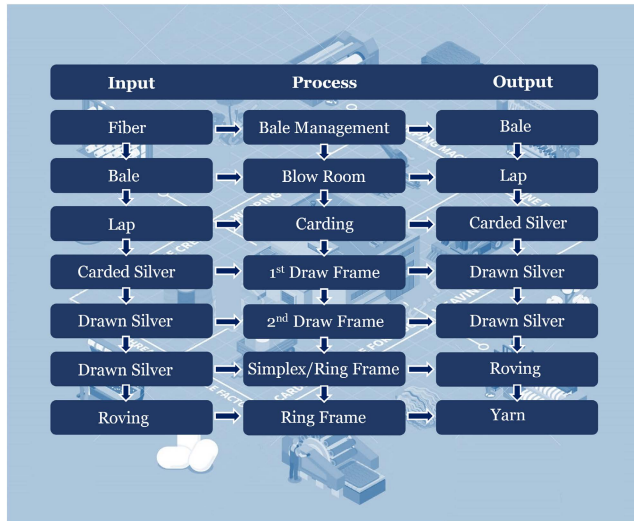 Input Process Output
Fiber Bale Management Bale
Bale Blow Room Lap
Lap Carding Carded Silver
Carded Silver 1st Draw Frame Drawn Silver
Drawn Silver 2nd Draw Frame Drawn Silver
Drawn Silver Simplex/Ring Frame Roving
Roving Ring Frame Yarn